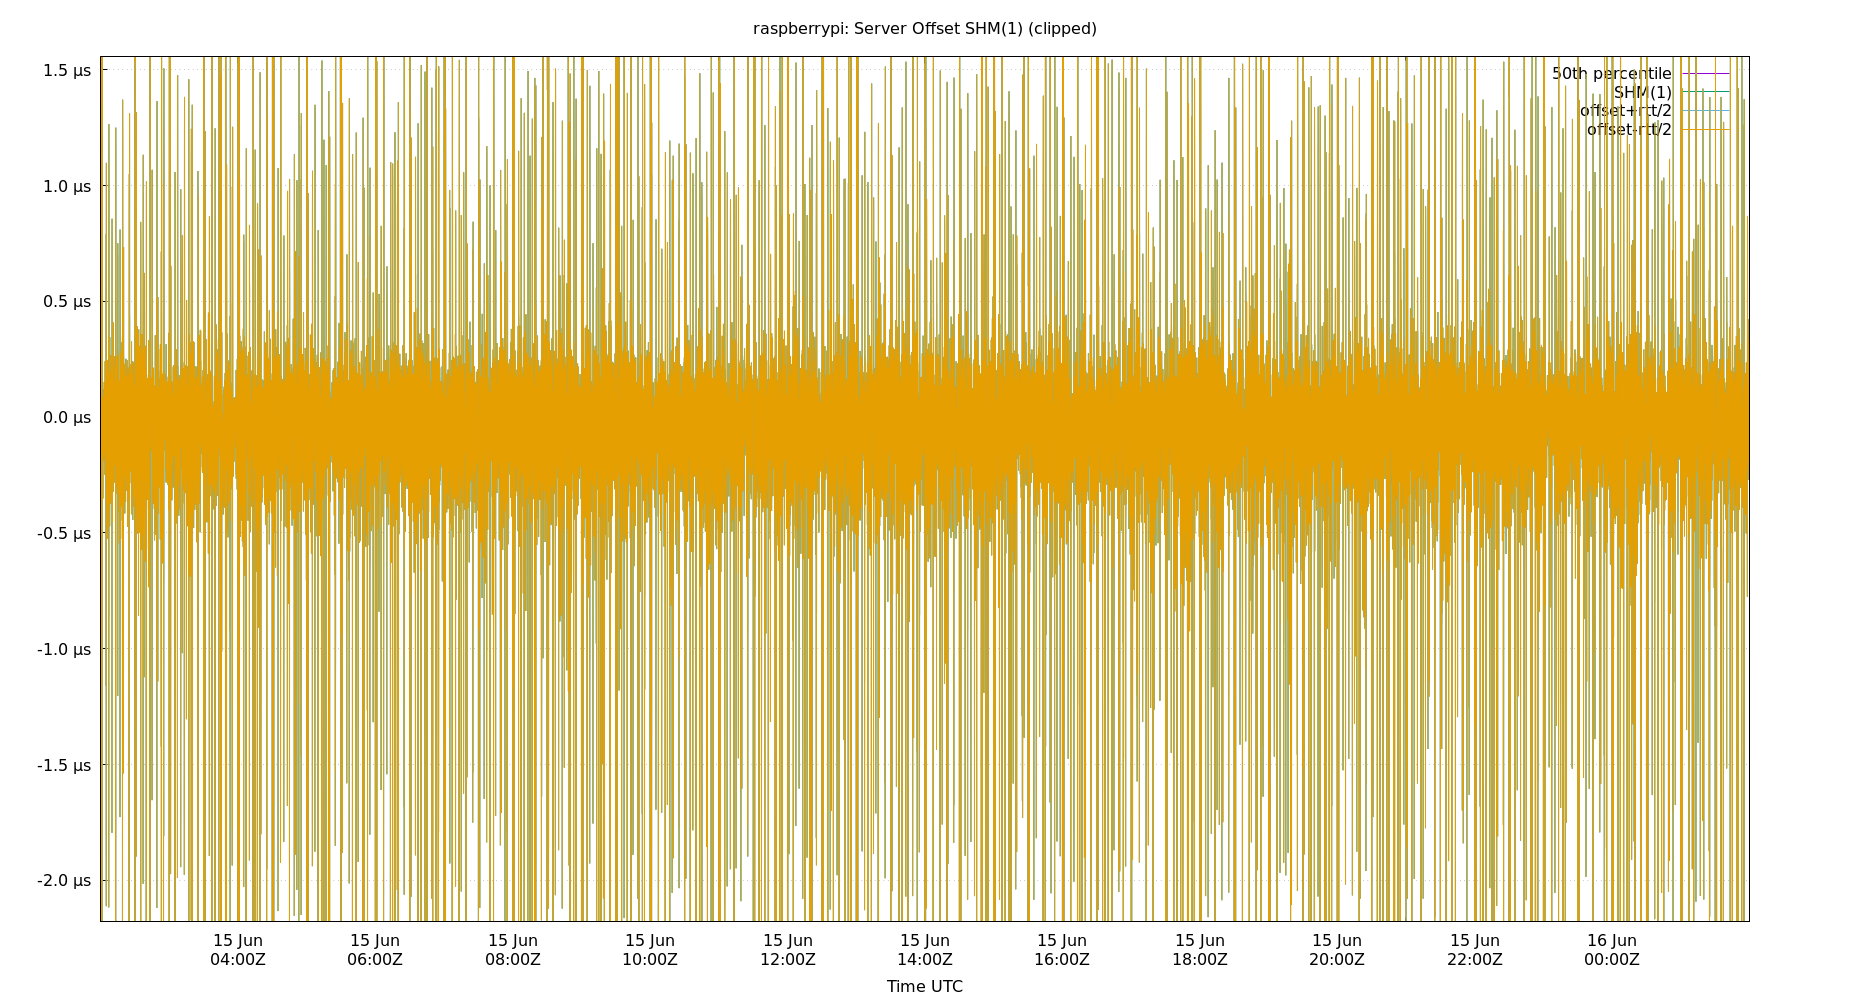 raspberrypi: Server Offset SHM(1) (clipped)
1.5 µs
1.0 µs
0.5 µs
0.0 µs
-0.5 µs
-1.0 µs
-1.5 µs
-2.0 µs
50th percentile
SHM(1)
offset+rtt/2
offset-rtt/2
15 Jun 15 Jun 15 Jun 15 Jun 15 Jun 15 Jun 15 Jun 15 Jun 15 Jun 15 Jun 16 Jun
04:00Z 06:00Z 08:00Z 10:00Z 12:00Z 14:00Z 16:00Z 18:00Z 20:00Z 22:00Z 00:00Z
Time UTC